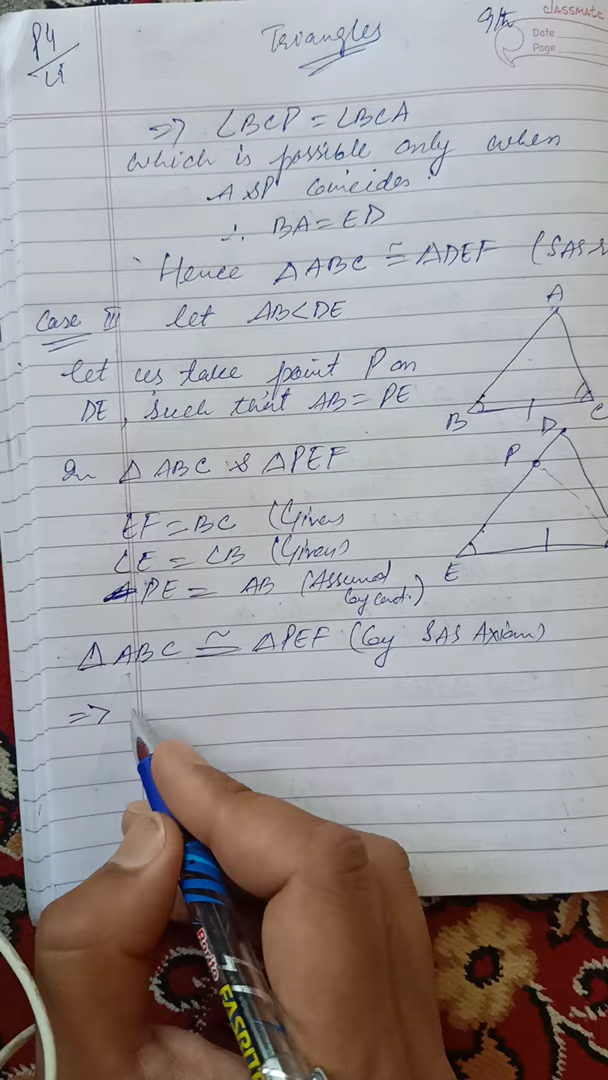 P4
Triangles
9th
CLASSMATE
Date
Page
=> ∠BCP = ∠BCA
which is possible only when
A & P Coincides.
∴ BA = ED
Hence △ABC ≅ △DEF (SAS
Case III let AB<DE
let us take point P on
DE, such that AB = PE
In △ABC & △PEF
EF = BC (Given
∠E = ∠B (Given)
PE = AB (Assumed
by const.)
△ABC ≅ △PEF (by SAS Axiom)
=>
A
B
C
D
P
E